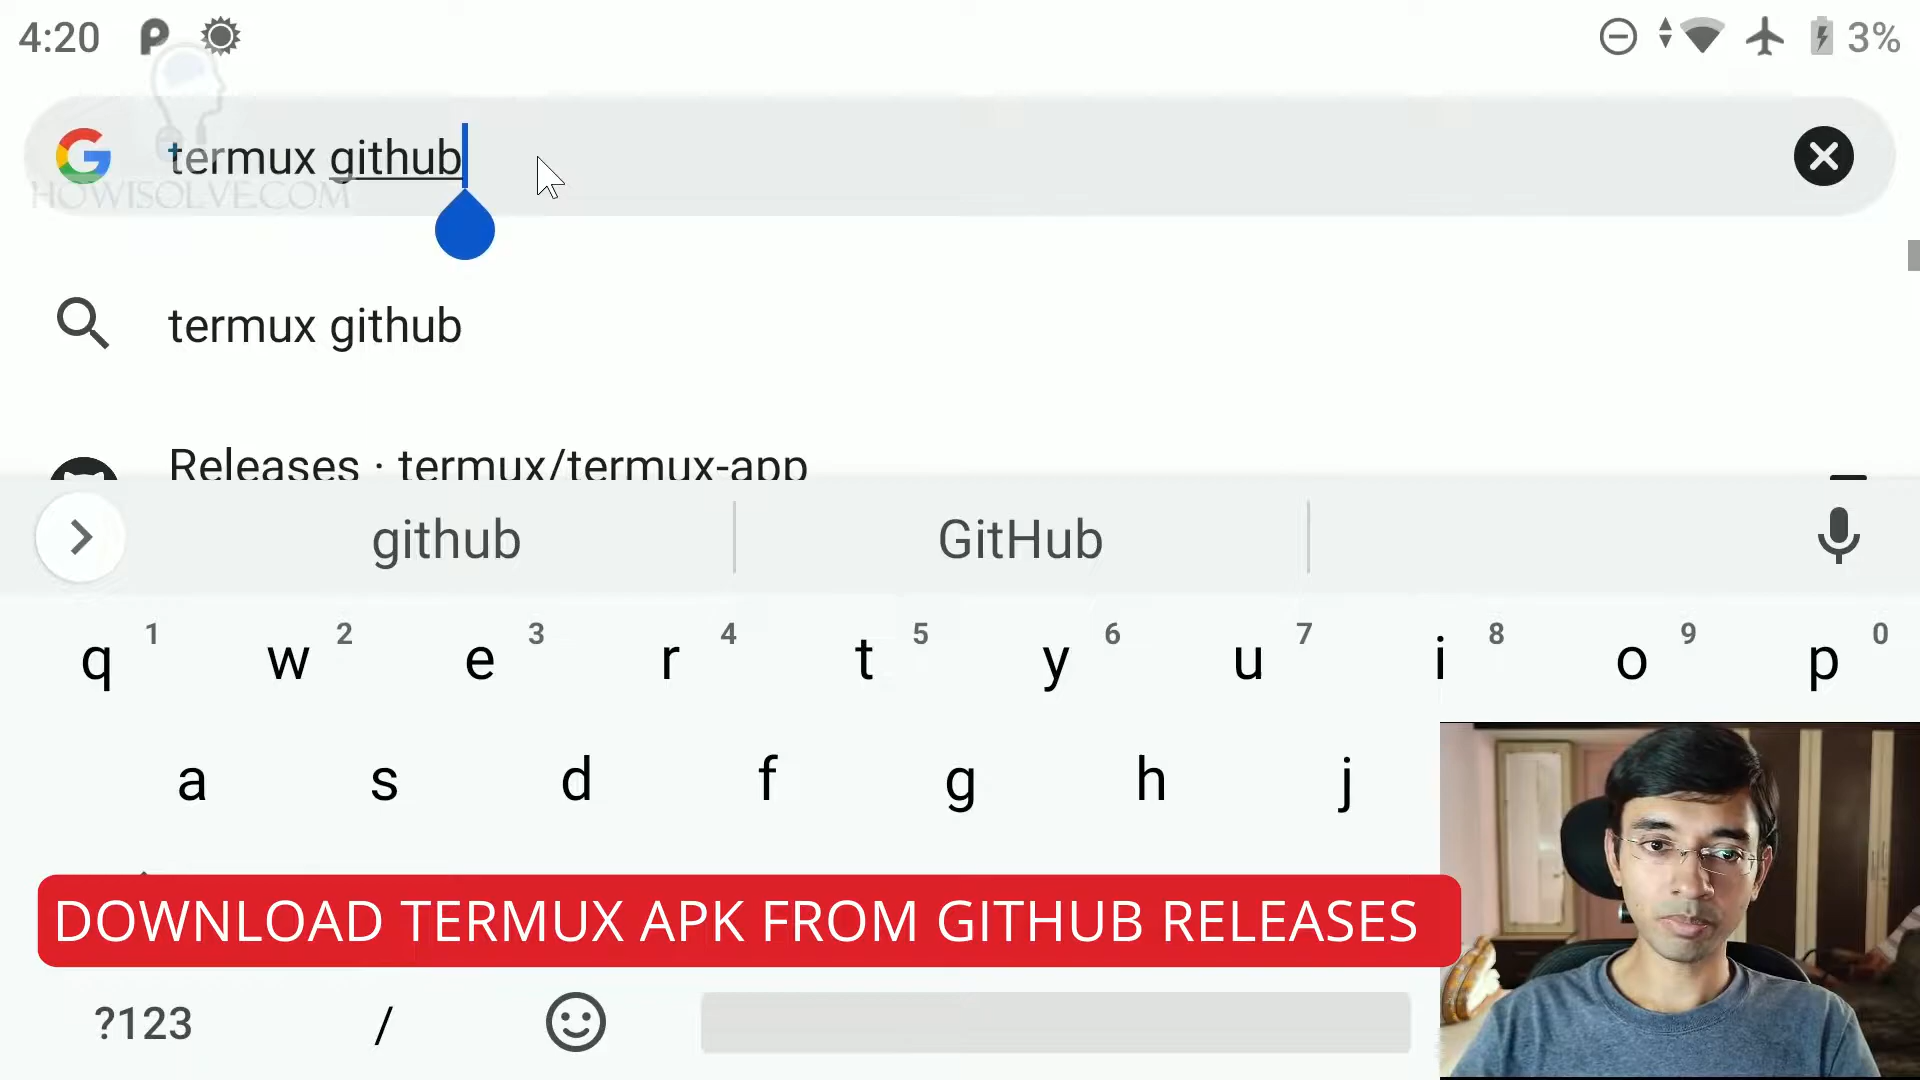 4:20
3%
termux github
HOWISOLVE.COM
termux github
Releases · termux/termux-app
github GitHub
q 1 w 2 e 3 r 4 t 5 y 6 u 7 i 8 o 9 p 0
a s d f g h j
DOWNLOAD TERMUX APK FROM GITHUB RELEASES
?123 /